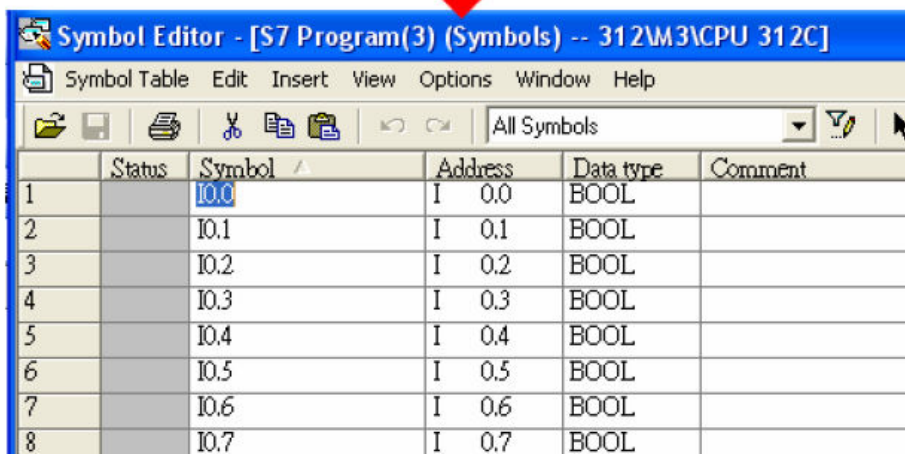 Symbol Editor - [S7 Program(3) (Symbols) -- 312\M3\CPU 312C]
Symbol Table Edit Insert View Options Window Help
All Symbols
Status Symbol Address Data type Comment
1 I0.0 I 0.0 BOOL
2 I0.1 I 0.1 BOOL
3 I0.2 I 0.2 BOOL
4 I0.3 I 0.3 BOOL
5 I0.4 I 0.4 BOOL
6 I0.5 I 0.5 BOOL
7 I0.6 I 0.6 BOOL
8 I0.7 I 0.7 BOOL